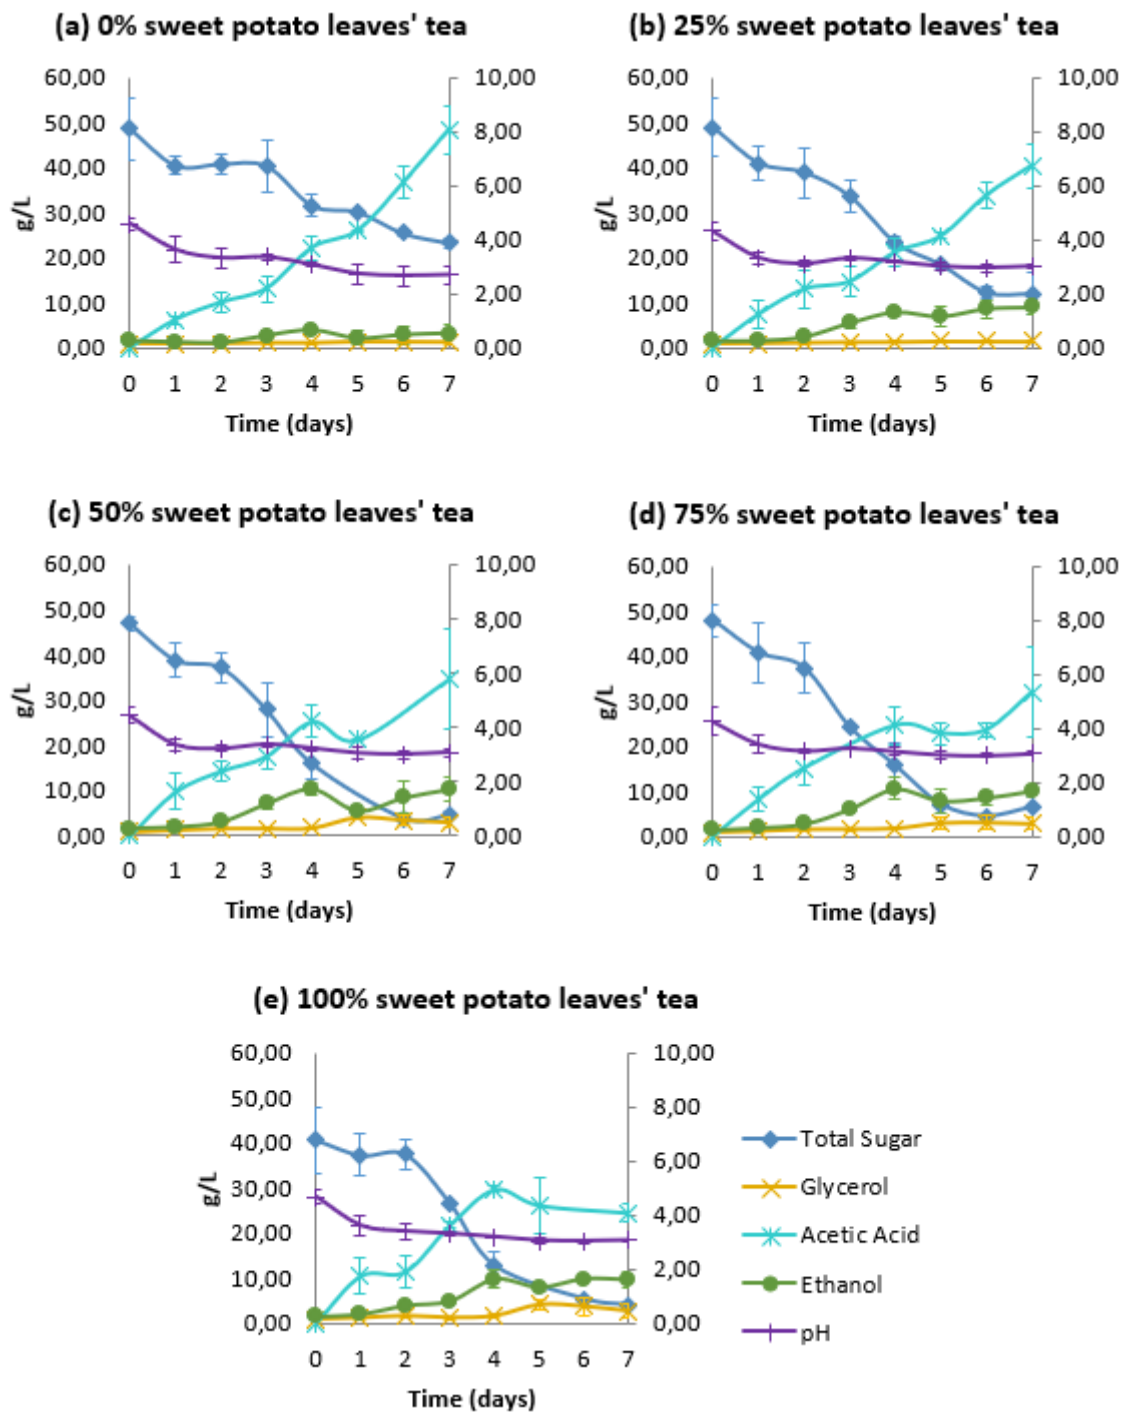 (a) 0% sweet potato leaves' tea
60,00
50,00
40,00
30,00
20,00
10,00
0,00
g/L
10,00
8,00
6,00
4,00
2,00
0,00
0 1 2 3 4 5 6 7
Time (days)
(b) 25% sweet potato leaves' tea
60,00
50,00
40,00
30,00
20,00
10,00
0,00
g/L
10,00
8,00
6,00
4,00
2,00
0,00
0 1 2 3 4 5 6 7
Time (days)
(c) 50% sweet potato leaves' tea
60,00
50,00
40,00
30,00
20,00
10,00
0,00
g/L
10,00
8,00
6,00
4,00
2,00
0,00
0 1 2 3 4 5 6 7
Time (days)
(d) 75% sweet potato leaves' tea
60,00
50,00
40,00
30,00
20,00
10,00
0,00
g/L
10,00
8,00
6,00
4,00
2,00
0,00
0 1 2 3 4 5 6 7
Time (days)
(e) 100% sweet potato leaves' tea
60,00
50,00
40,00
30,00
20,00
10,00
0,00
g/L
10,00
8,00
6,00
4,00
2,00
0,00
0 1 2 3 4 5 6 7
Time (days)
Total Sugar
Glycerol
Acetic Acid
Ethanol
pH